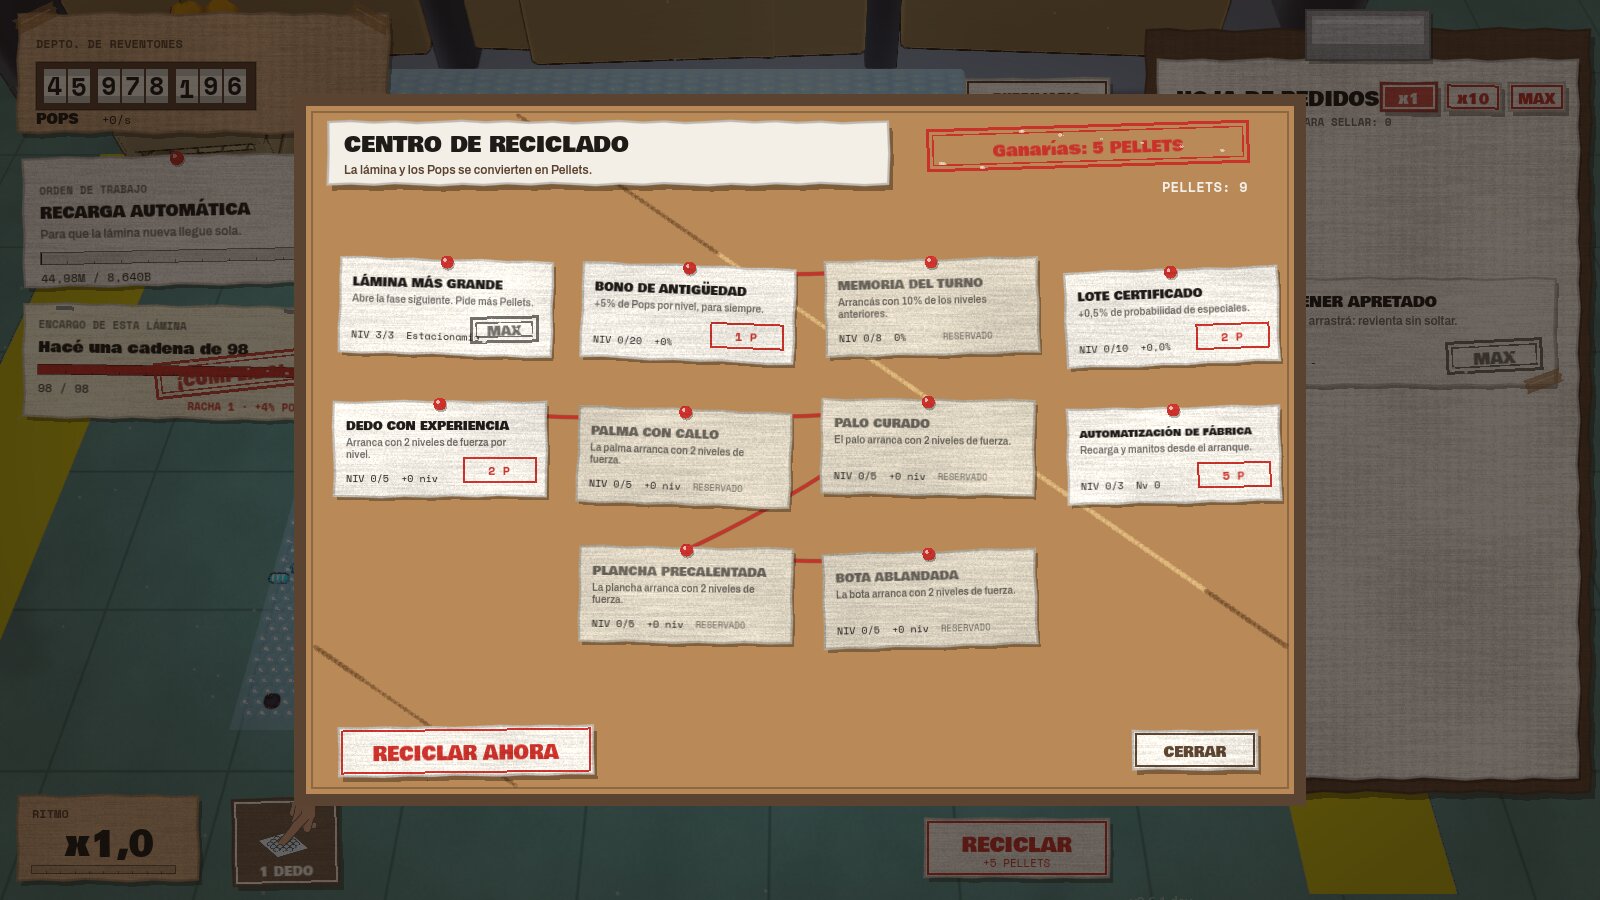 DEPTO. DE REVENTONES
45 978 196
POPS +0/s
ORDEN DE TRABAJO
RECARGA AUTOMÁTICA
Para que la lámina nueva llegue sola.
44,98M / 8,640B
ENCARGO DE ESTA LÁMINA
Hacé una cadena de 98
98 / 98
RACHA 1 · +4% PO
RITMO
x1,0
1 DEDO
CENTRO DE RECICLADO
La lámina y los Pops se convierten en Pellets.
Ganarías: 5 PELLETS
PELLETS: 9
LÁMINA MÁS GRANDE
Abre la fase siguiente. Pide más Pellets.
NIV 3/3 Estacionam
MAX
BONO DE ANTIGÜEDAD
+5% de Pops por nivel, para siempre.
NIV 0/20 +0%
1 P
MEMORIA DEL TURNO
Arrancás con 10% de los niveles
anteriores.
NIV 0/8 0% RESERVADO
LOTE CERTIFICADO
+0,5% de probabilidad de especiales.
NIV 0/10 +0,0%
2 P
DEDO CON EXPERIENCIA
Arranca con 2 niveles de fuerza por
nivel.
NIV 0/5 +0 niv
2 P
PALMA CON CALLO
La palma arranca con 2 niveles de
fuerza.
NIV 0/5 +0 niv RESERVADO
PALO CURADO
El palo arranca con 2 niveles de fuerza.
NIV 0/5 +0 niv RESERVADO
AUTOMATIZACIÓN DE FÁBRICA
Recarga y manitos desde el arranque.
NIV 0/3 Nv 0
5 P
PLANCHA PRECALENTADA
La plancha arranca con 2 niveles de
fuerza.
NIV 0/5 +0 niv RESERVADO
BOTA ABLANDADA
La bota arranca con 2 niveles de fuerza.
NIV 0/5 +0 niv RESERVADO
RECICLAR AHORA
CERRAR
RECICLAR
+5 PELLETS
HOJA DE PEDIDOS
x1
x10
MAX
ARA SELLAR: 0
ENER APRETADO
arrastrá: revienta sin soltar.
MAX